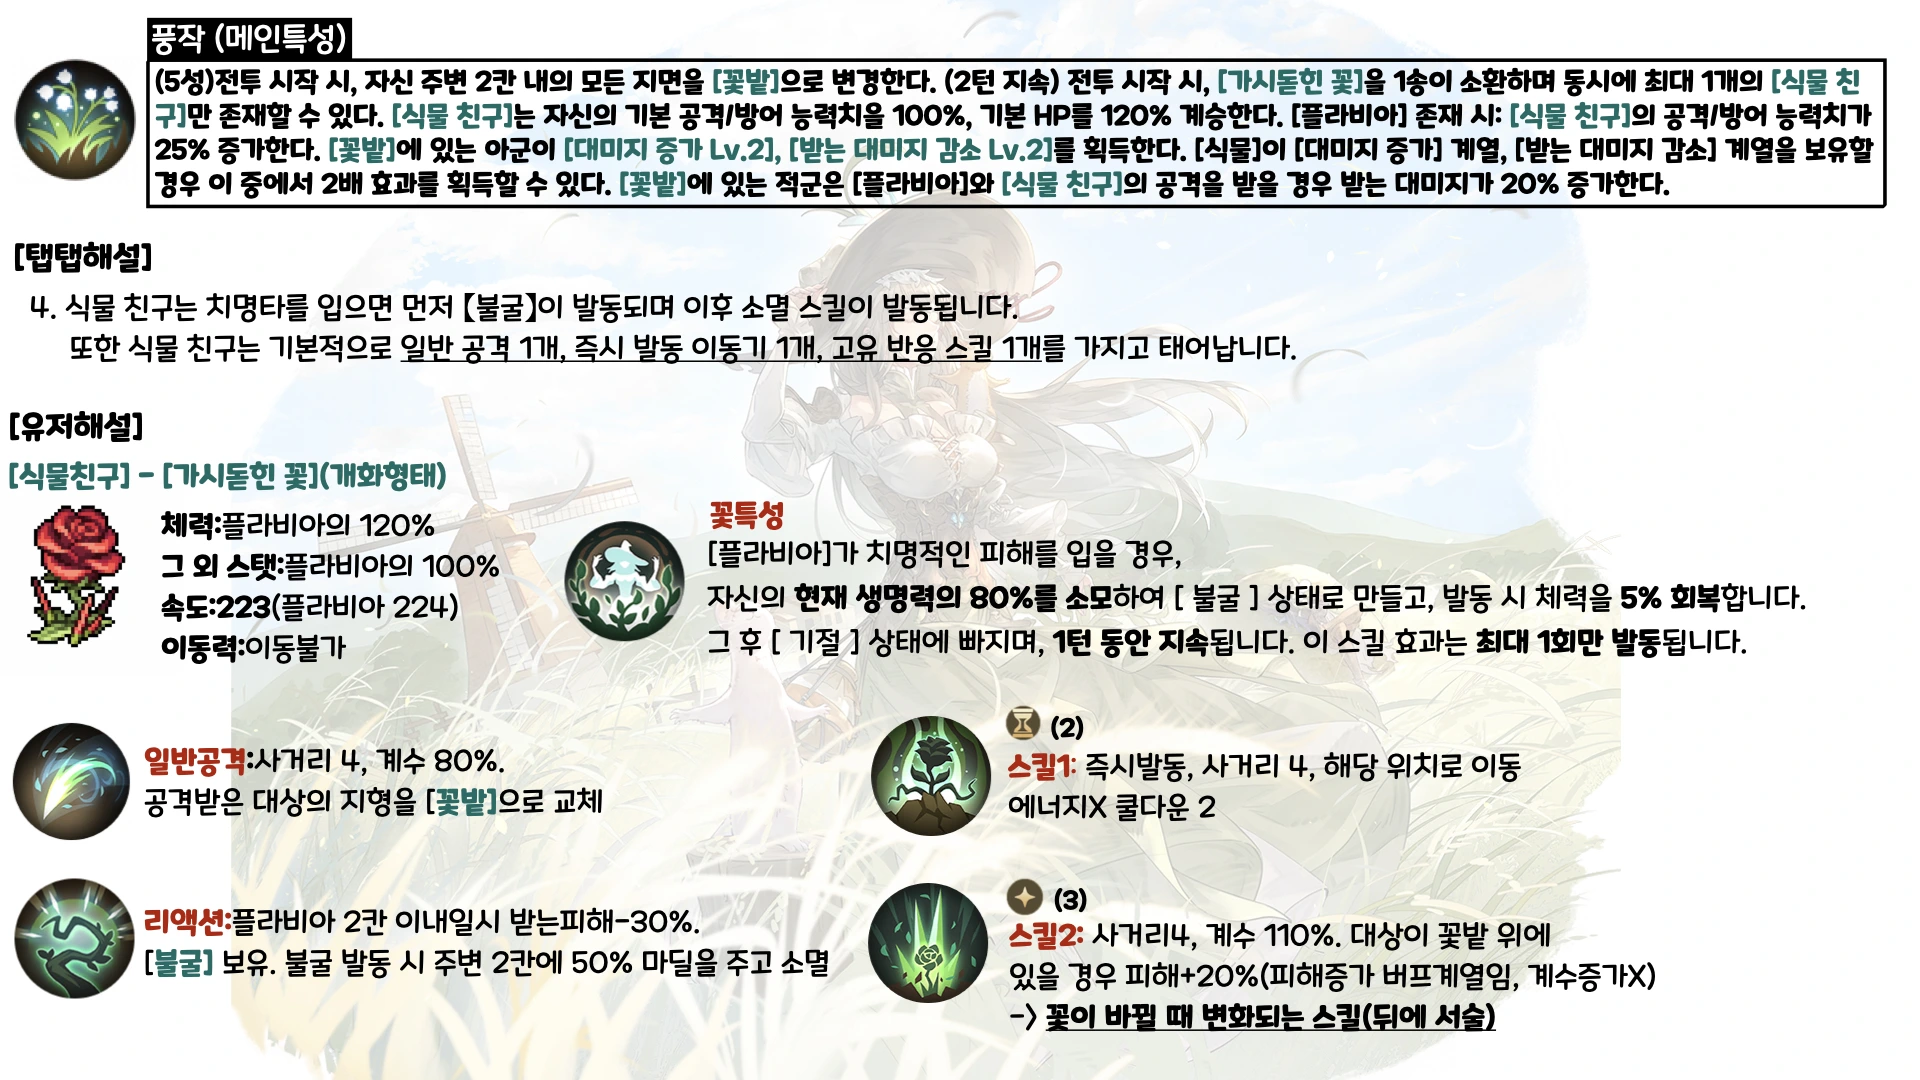 풍작 (메인특성)
(5성)전투 시작 시, 자신 주변 2칸 내의 모든 지면을 [꽃밭]으로 변경한다. (2턴 지속) 전투 시작 시, [가시돋힌 꽃]을 1송이 소환하며 동시에 최대 1개의 [식물 친
구]만 존재할 수 있다. [식물 친구]는 자신의 기본 공격/방어 능력치을 100%, 기본 HP를 120% 계승한다. [플라비아] 존재 시: [식물 친구]의 공격/방어 능력치가
25% 증가한다. [꽃밭]에 있는 아군이 [대미지 증가 Lv.2], [받는 대미지 감소 Lv.2]를 획득한다. [식물]이 [대미지 증가] 계열, [받는 대미지 감소] 계열을 보유할
경우 이 중에서 2배 효과를 획득할 수 있다. [꽃밭]에 있는 적군은 [플라비아]와 [식물 친구]의 공격을 받을 경우 받는 대미지가 20% 증가한다.
[탭탭해설]
4. 식물 친구는 치명타를 입으면 먼저 【불굴】이 발동되며 이후 소멸 스킬이 발동됩니다.
또한 식물 친구는 기본적으로 일반 공격 1개, 즉시 발동 이동기 1개, 고유 반응 스킬 1개를 가지고 태어납니다.
[유저해설]
[식물친구] - [가시돋힌 꽃](개화형태)
체력:플라비아의 120%
그 외 스탯:플라비아의 100%
속도:223(플라비아 224)
이동력:이동불가
꽃특성
[플라비아]가 치명적인 피해를 입을 경우,
자신의 현재 생명력의 80%를 소모하여 [ 불굴 ] 상태로 만들고, 발동 시 체력을 5% 회복합니다.
그 후 [ 기절 ] 상태에 빠지며, 1턴 동안 지속됩니다. 이 스킬 효과는 최대 1회만 발동됩니다.
일반공격:사거리 4, 계수 80%.
공격받은 대상의 지형을 [꽃밭]으로 교체
(2)
스킬1: 즉시발동, 사거리 4, 해당 위치로 이동
에너지X 쿨다운 2
리액션:플라비아 2칸 이내일시 받는피해-30%.
[불굴] 보유. 불굴 발동 시 주변 2칸에 50% 마딜을 주고 소멸
(3)
스킬2: 사거리4, 계수 110%. 대상이 꽃밭 위에
있을 경우 피해+20%(피해증가 버프계열임, 계수증가X)
-> 꽃이 바뀔 때 변화되는 스킬(뒤에 서술)